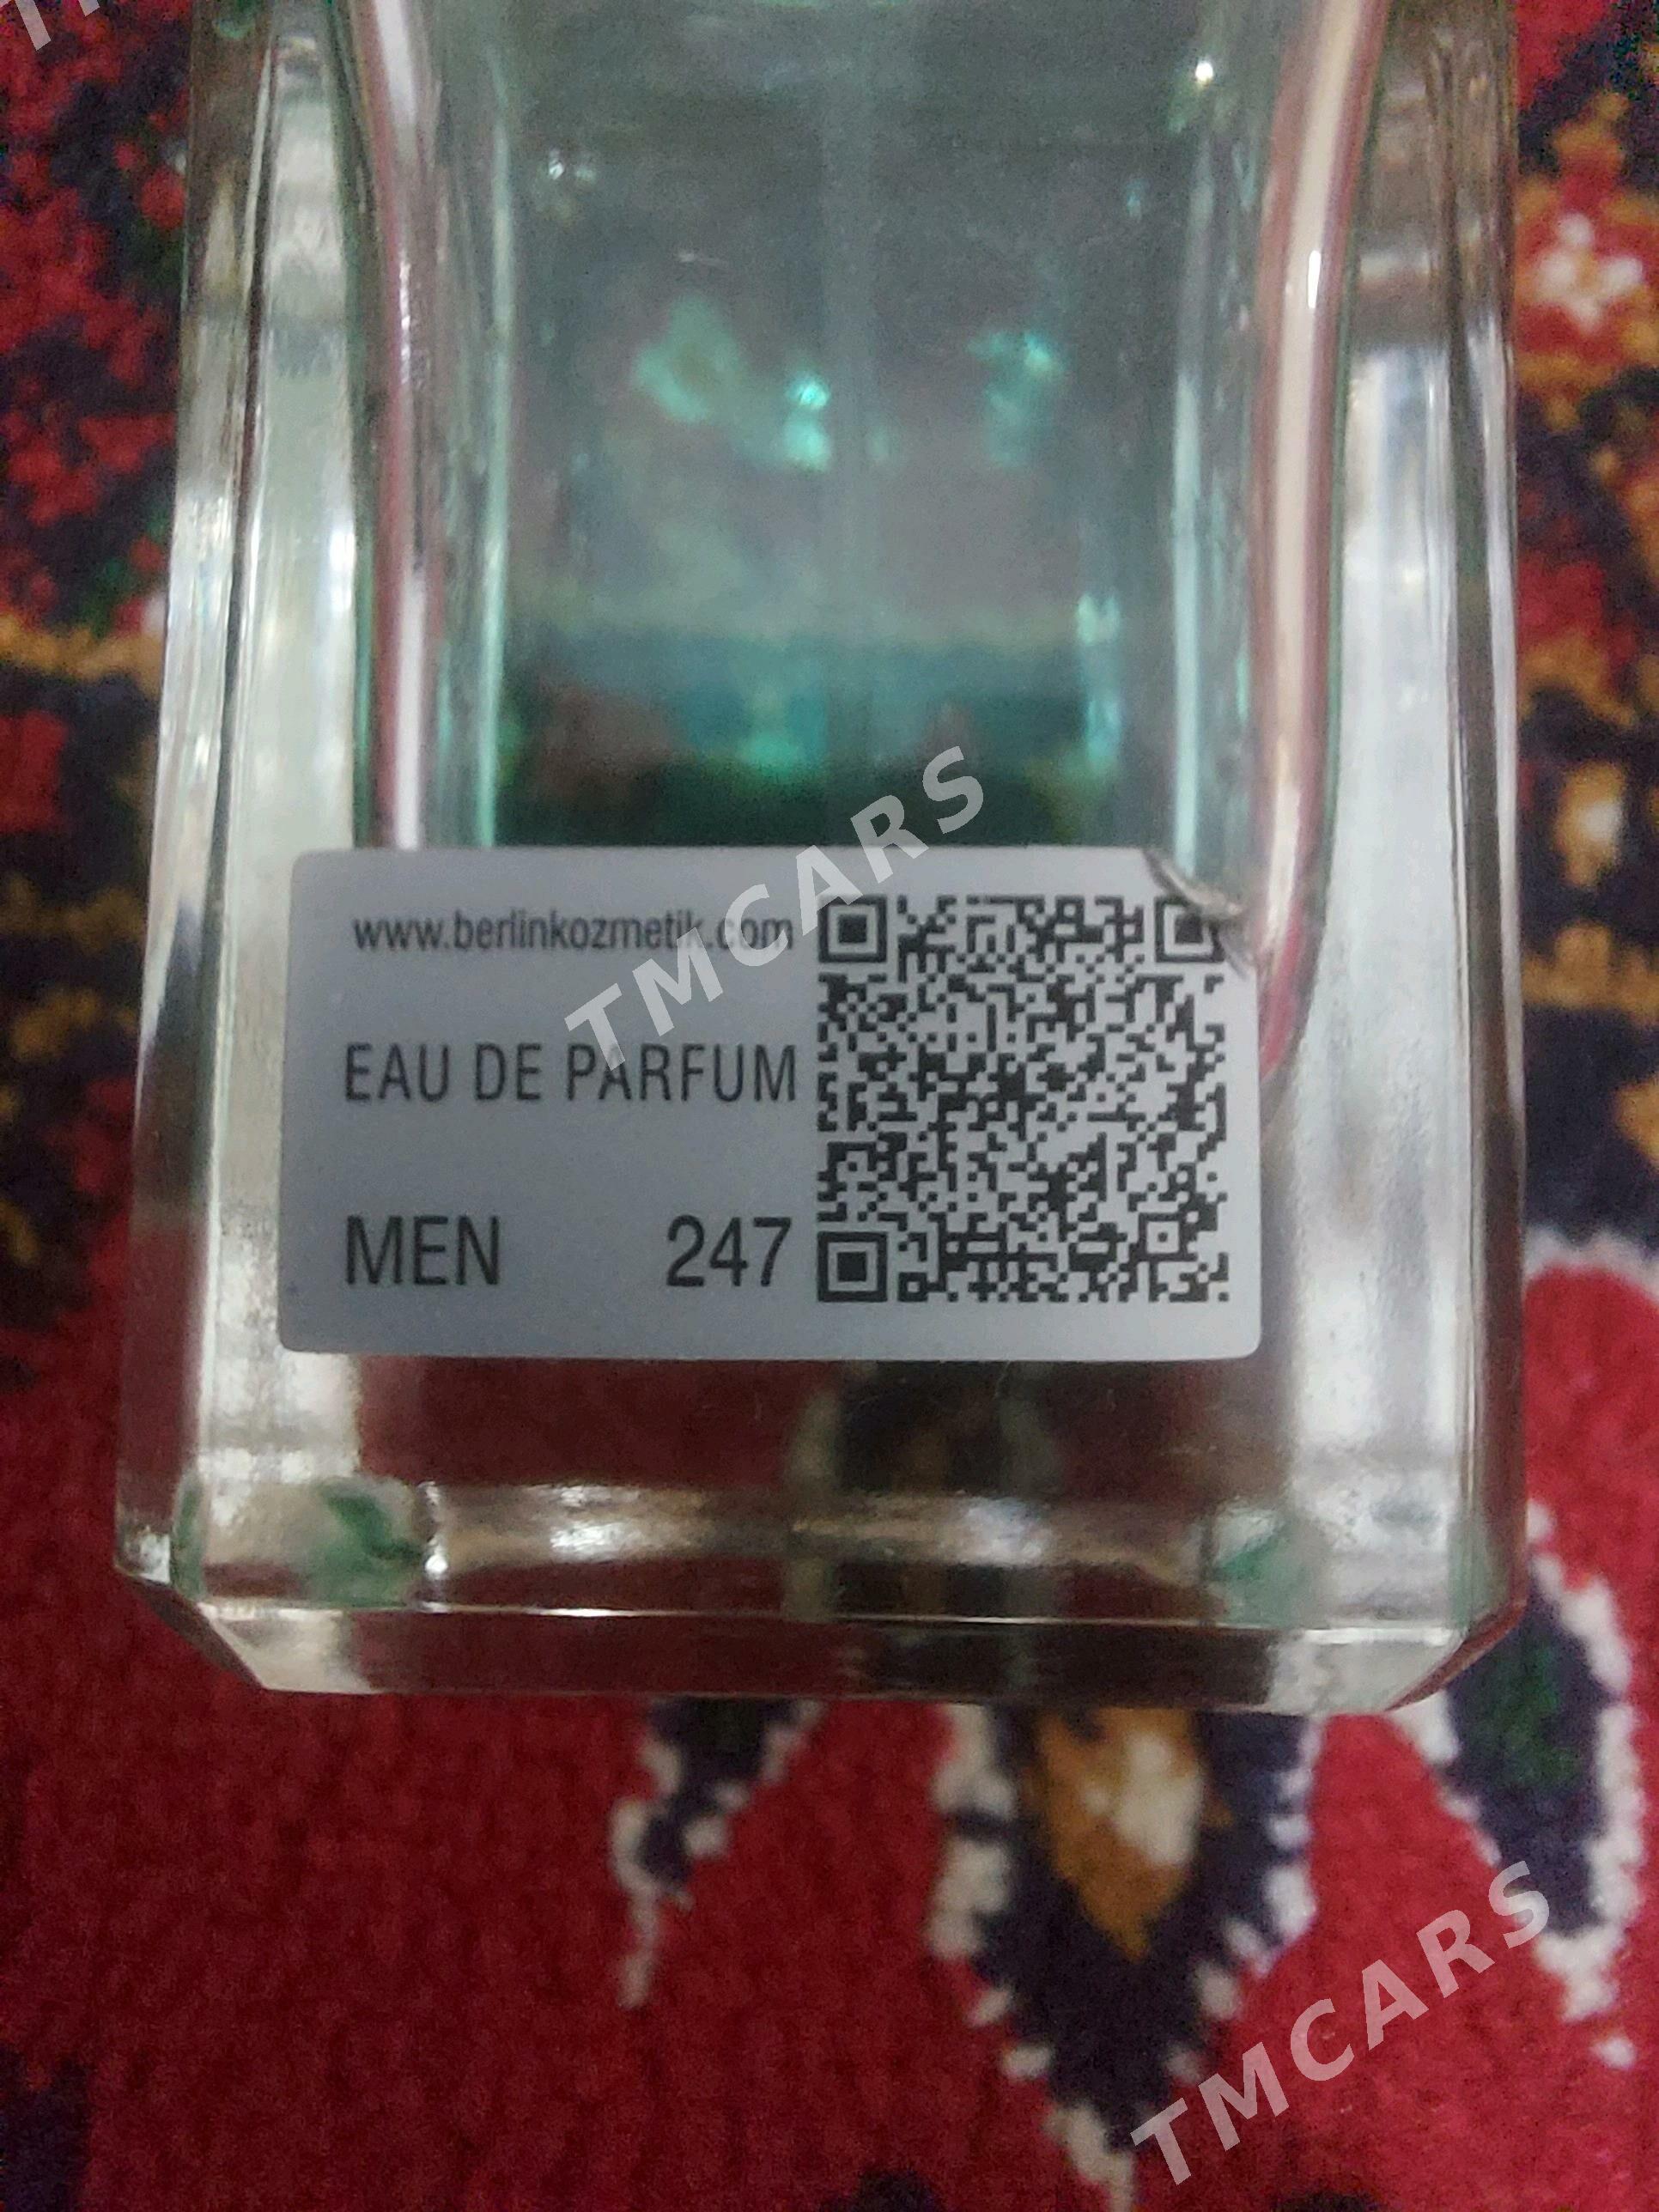 www.berlinkozmetik.com
EAU DE PARFUM
MEN 247
TMCARS
TMCARS